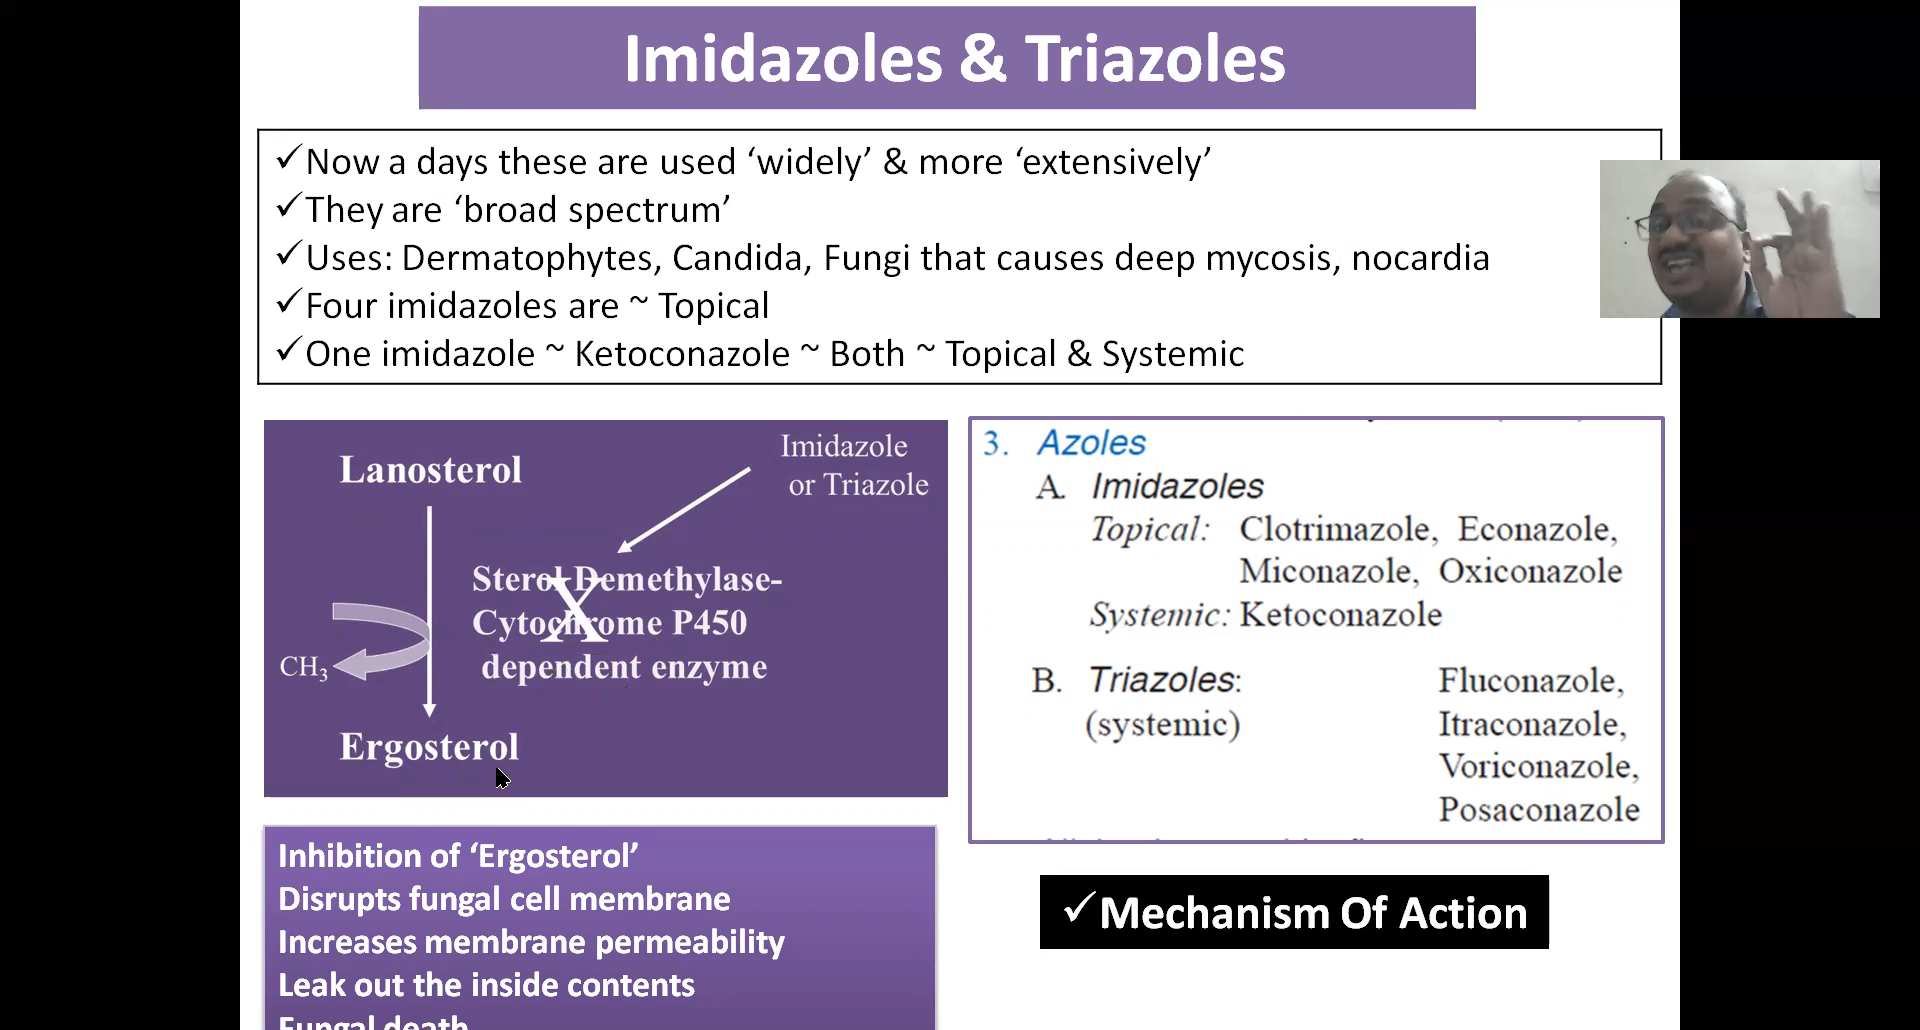 Imidazoles & Triazoles
✓Now a days these are used ‘widely’ & more ‘extensively’
✓They are ‘broad spectrum’
✓Uses: Dermatophytes, Candida, Fungi that causes deep mycosis, nocardia
✓Four imidazoles are ~ Topical
✓One imidazole ~ Ketoconazole ~ Both ~ Topical & Systemic
Imidazole
or Triazole
Lanosterol
Sterol Demethylase-
Cytochrome P450
dependent enzyme
X
CH3
Ergosterol
3. Azoles
A. Imidazoles
Topical: Clotrimazole, Econazole,
Miconazole, Oxiconazole
Systemic: Ketoconazole
B. Triazoles: Fluconazole,
(systemic) Itraconazole,
Voriconazole,
Posaconazole
Inhibition of ‘Ergosterol’
Disrupts fungal cell membrane
Increases membrane permeability
Leak out the inside contents
Fungal death
✓Mechanism Of Action